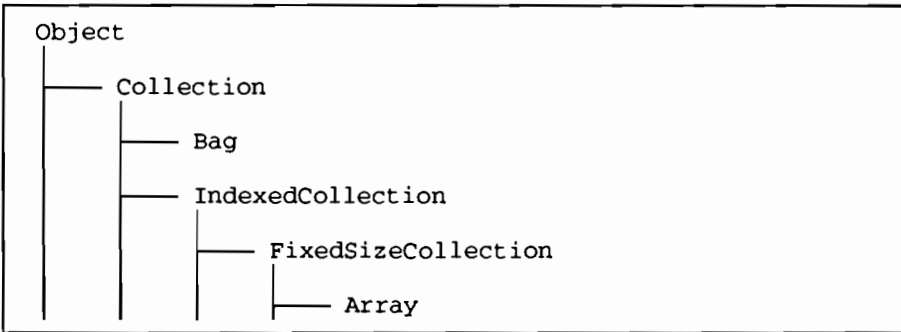 Object
Collection
Bag
IndexedCollection
FixedSizeCollection
Array